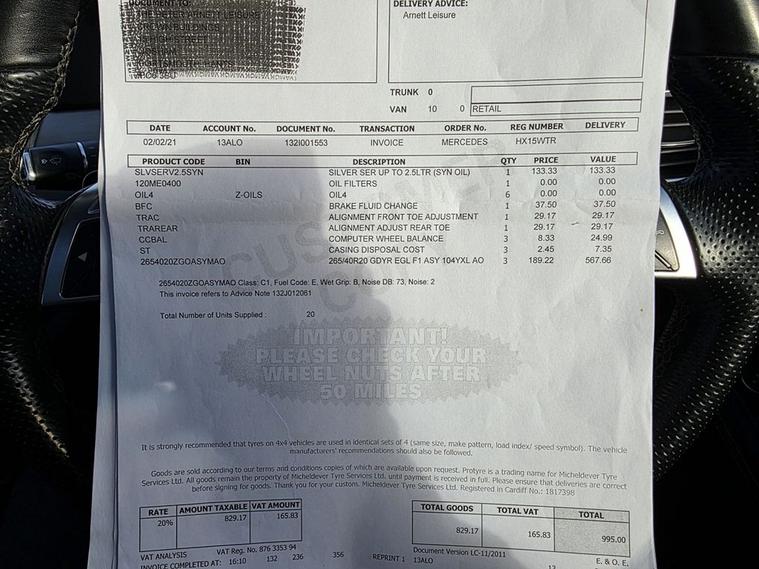 DOCUMENT TO:
DELIVERY ADVICE:
Arnett Leisure
TRUNK 0
VAN 10 0 RETAIL
DATE ACCOUNT No. DOCUMENT No. TRANSACTION ORDER No. REG NUMBER DELIVERY
02/02/21 13ALO 132I001553 INVOICE MERCEDES HX15WTR
PRODUCT CODE BIN DESCRIPTION QTY PRICE VALUE
SLVSERV2.5SYN SILVER SER UP TO 2.5LTR (SYN OIL) 1 133.33 133.33
120ME0400 OIL FILTERS 1 0.00 0.00
OIL4 Z-OILS OIL4 6 0.00 0.00
BFC BRAKE FLUID CHANGE 1 37.50 37.50
TRAC ALIGNMENT FRONT TOE ADJUSTMENT 1 29.17 29.17
TRAREAR ALIGNMENT ADJUST REAR TOE 1 29.17 29.17
CCBAL COMPUTER WHEEL BALANCE 3 8.33 24.99
ST CASING DISPOSAL COST 3 2.45 7.35
2654020ZGOASYMAO 265/40R20 GDYR EGL F1 ASY 104YXL AO 3 189.22 567.66
2654020ZGOASYMAO Class: C1, Fuel Code: E, Wet Grip: B, Noise DB: 73, Noise: 2
This invoice refers to Advice Note 132J012061
Total Number of Units Supplied : 20
IMPORTANT!
PLEASE CHECK YOUR
WHEEL NUTS AFTER
50 MILES
It is strongly recommended that tyres on 4x4 vehicles are used in identical sets of 4 (same size, make pattern, load index/ speed symbol). The vehicle
manufacturers' recommendations should also be followed.
Goods are sold according to our terms and conditions copies of which are available upon request. Protyre is a trading name for Micheldever Tyre
Services Ltd. All goods remain the property of Micheldever Tyre Services Ltd. until payment is received in full. Please ensure that deliveries are correct
before signing for goods. Thank you for your custom. Micheldever Tyre Services Ltd. Registered in Cardiff No.: 1817398
RATE AMOUNT TAXABLE VAT AMOUNT TOTAL GOODS TOTAL VAT TOTAL
20% 829.17 165.83 829.17 165.83 995.00
VAT ANALYSIS VAT Reg. No. 876 3353 94 Document Version LC-11/2011 E. & O. E.
INVOICE COMPLETED AT: 16:10 132 236 356 REPRINT 1 13ALO